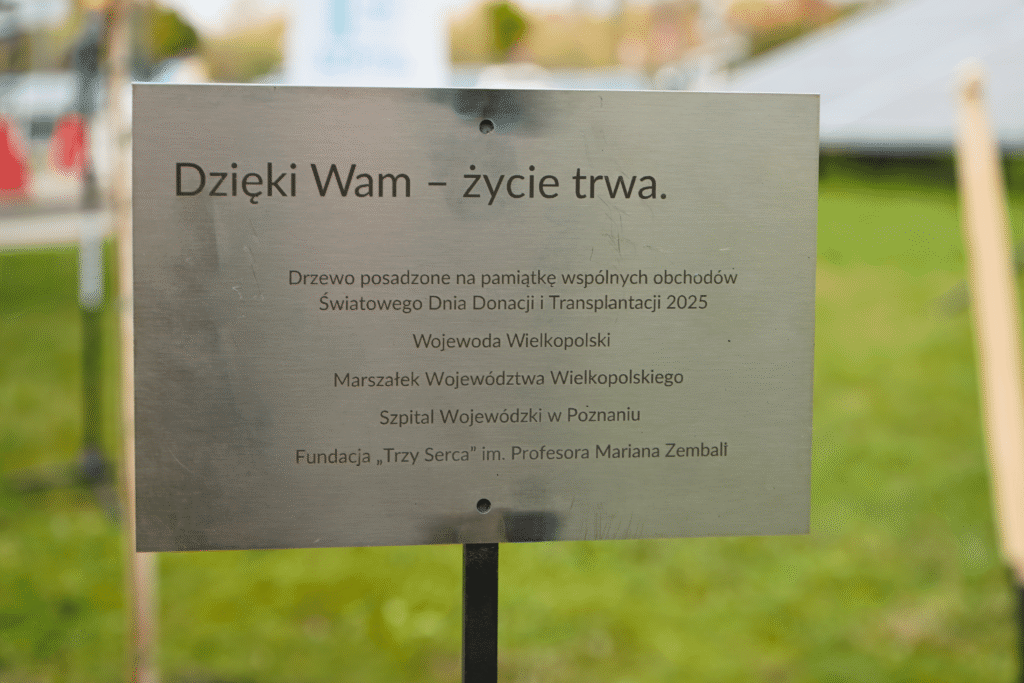 Dzięki Wam – życie trwa.
Drzewo posadzone na pamiątkę wspólnych obchodów
Światowego Dnia Donacji i Transplantacji 2025
Wojewoda Wielkopolski
Marszałek Województwa Wielkopolskiego
Szpital Wojewódzki w Poznaniu
Fundacja „Trzy Serca” im. Profesora Mariana Zembali